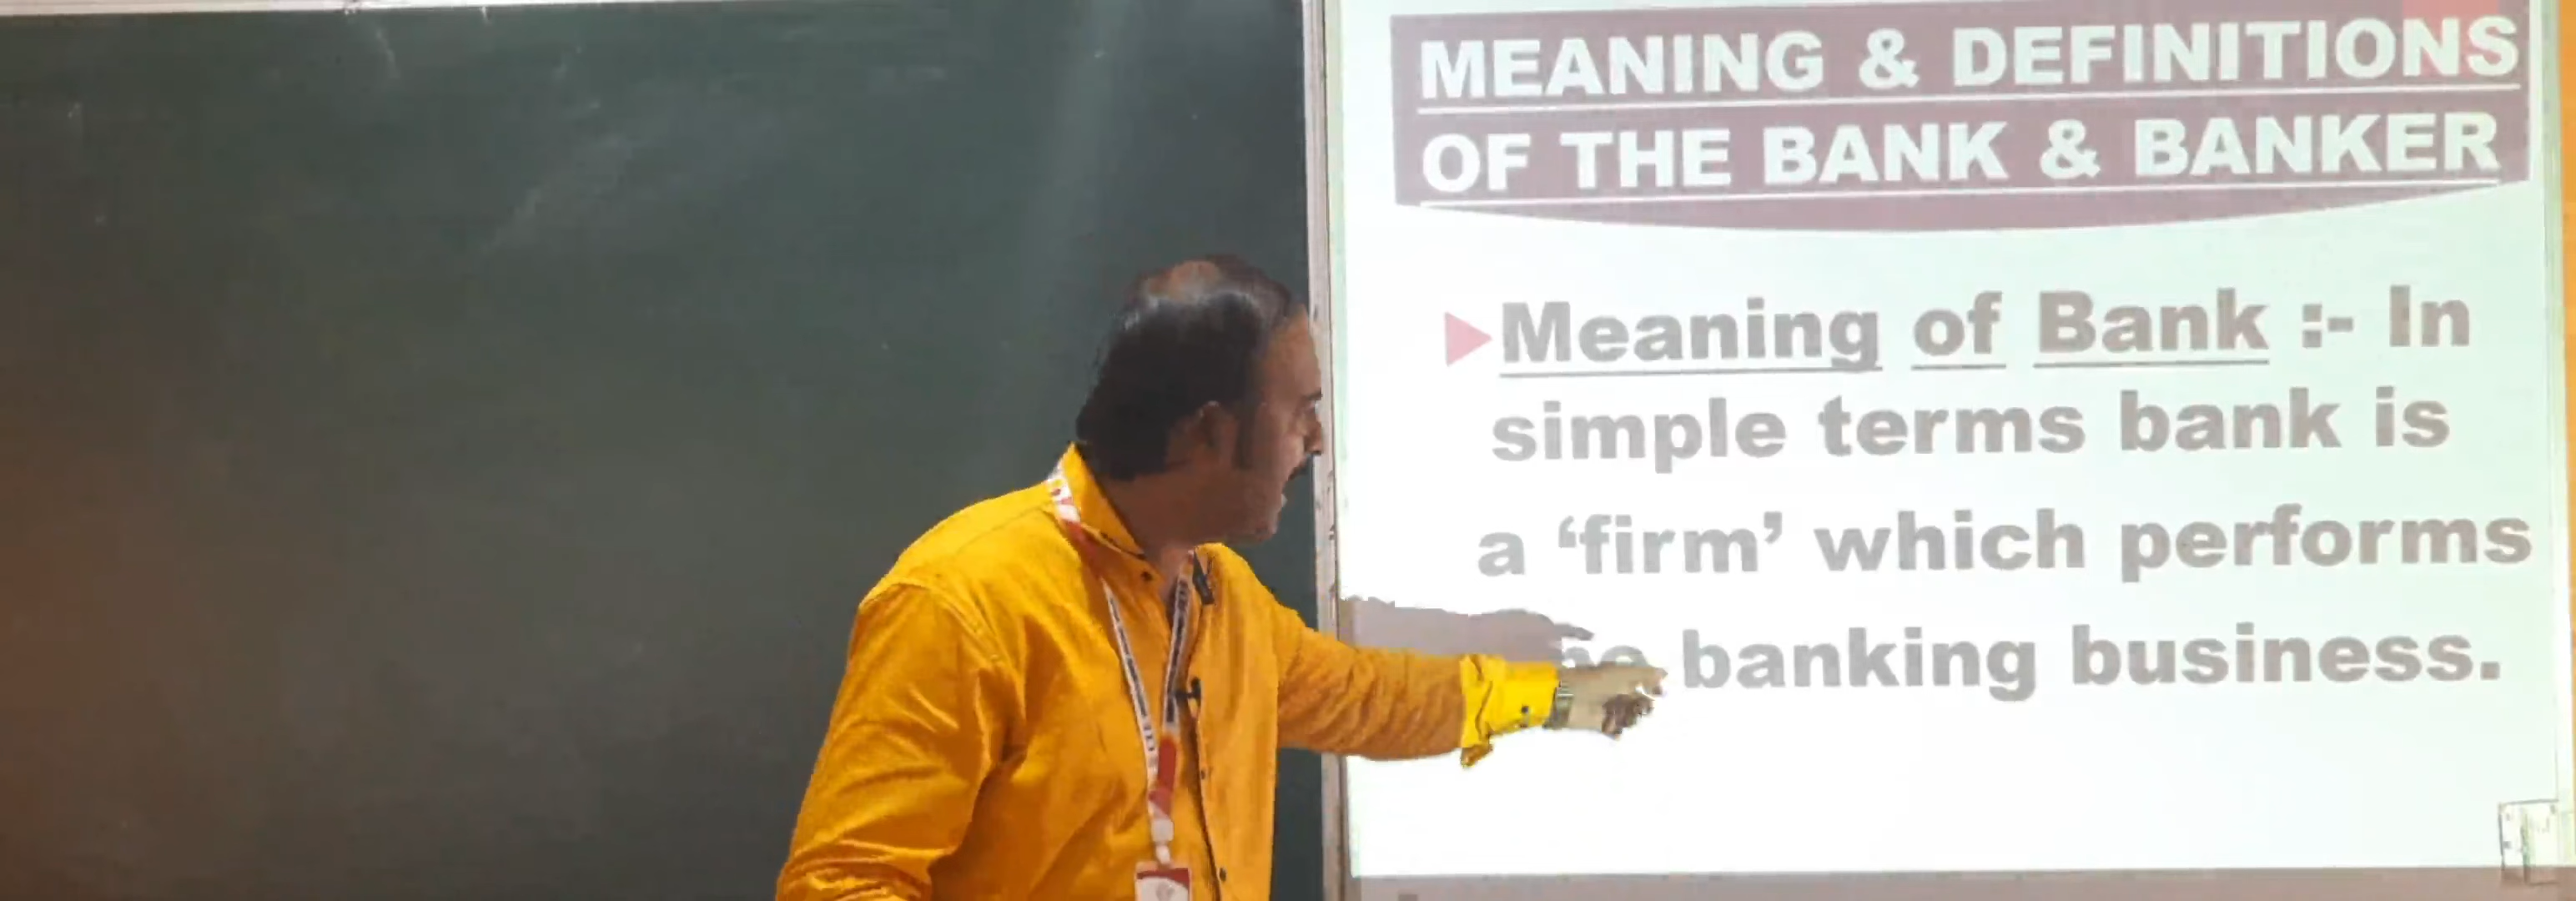 MEANING & DEFINITIONS
OF THE BANK & BANKER
Meaning of Bank :- In
simple terms bank is
a ‘firm’ which performs
banking business.